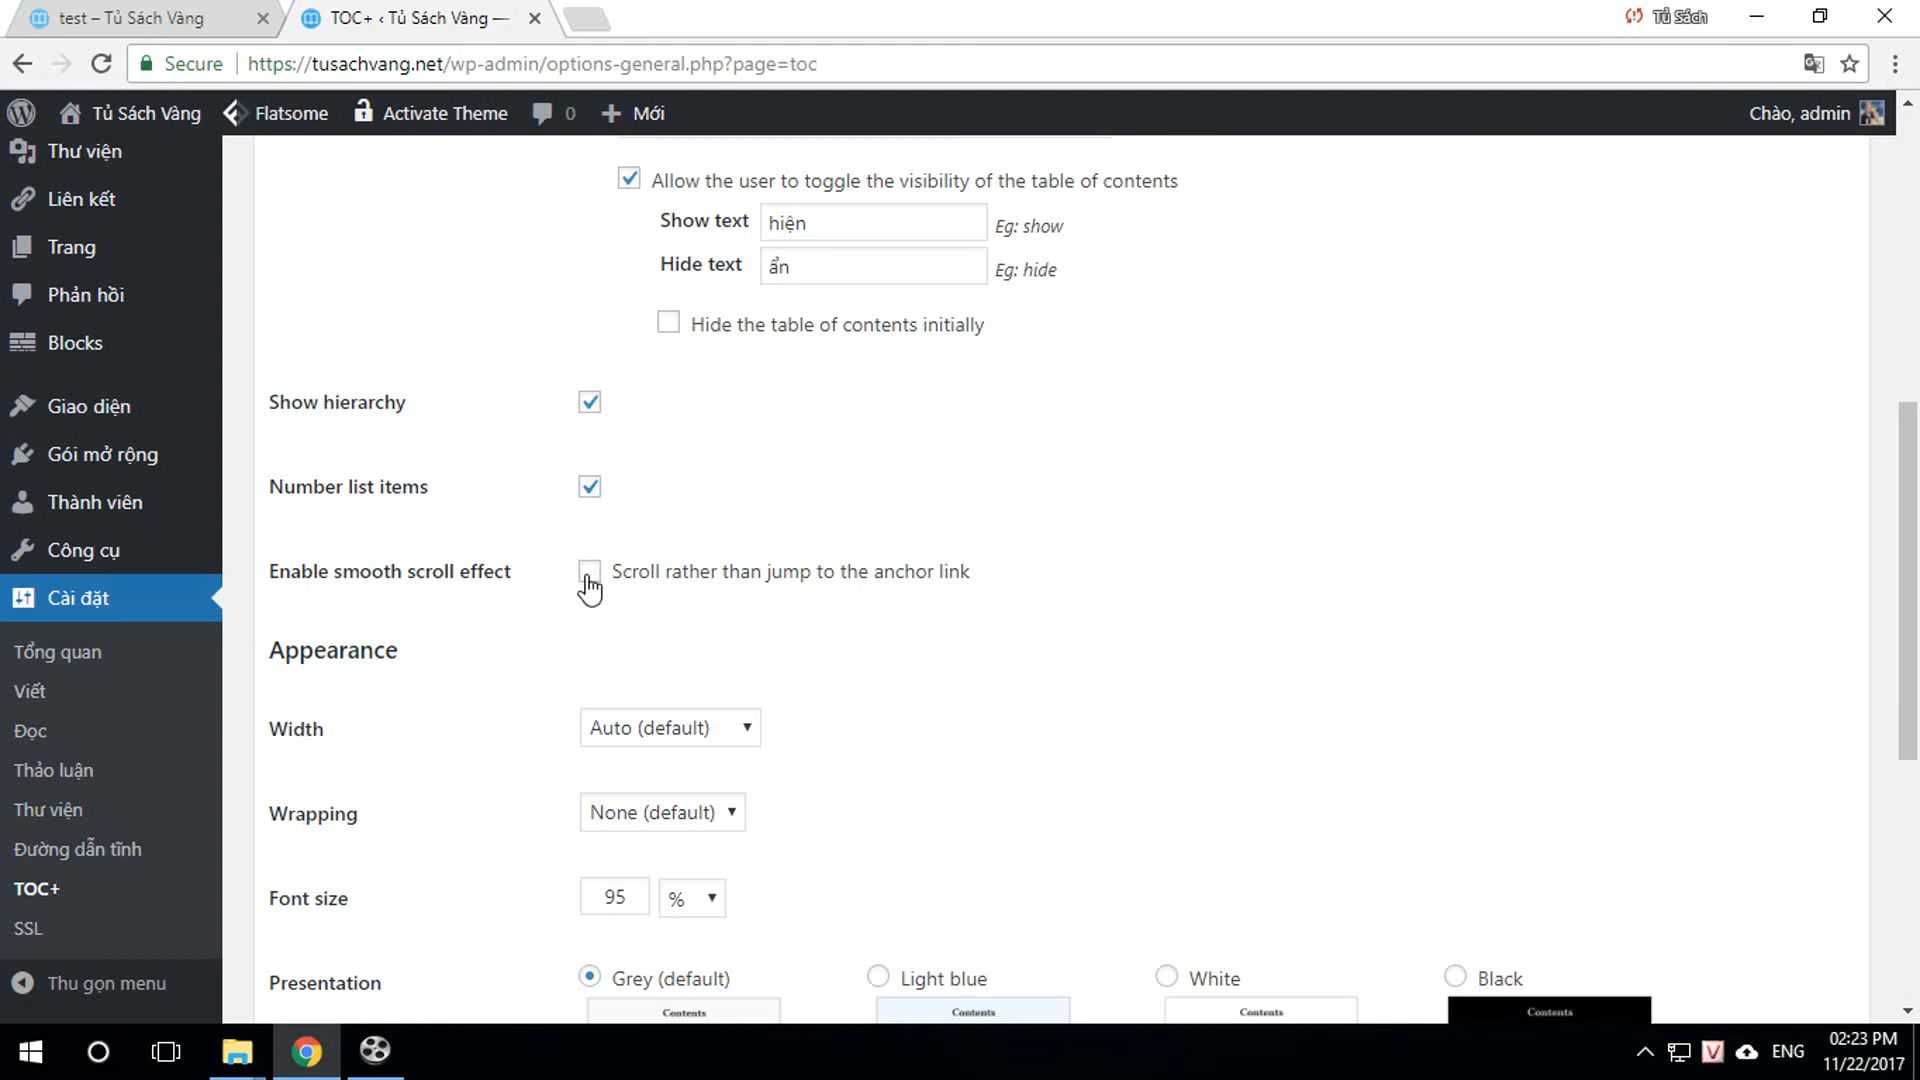 test – Tủ Sách Vàng
TOC+ ‹ Tủ Sách Vàng —
Tủ Sách
Secure
https://tusachvang.net/wp-admin/options-general.php?page=toc
Tủ Sách Vàng
Flatsome
Activate Theme
0
Mới
Chào, admin
Thư viện
Liên kết
Trang
Phản hồi
Blocks
Giao diện
Gói mở rộng
Thành viên
Công cụ
Cài đặt
Tổng quan
Viết
Đọc
Thảo luận
Thư viện
Đường dẫn tĩnh
TOC+
SSL
Thu gọn menu
Allow the user to toggle the visibility of the table of contents
Show text hiện Eg: show
Hide text ẩn Eg: hide
Hide the table of contents initially
Show hierarchy
Number list items
Enable smooth scroll effect Scroll rather than jump to the anchor link
Appearance
Width Auto (default)
Wrapping None (default)
Font size 95 %
Presentation Grey (default) Light blue White Black
Contents Contents Contents Contents
ENG
02:23 PM
11/22/2017